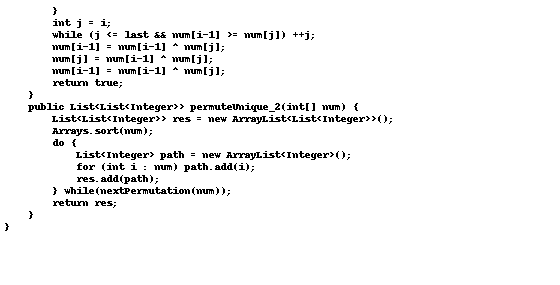 }
        int j = i;
        while (j <= last && num[i-1] >= num[j]) ++j;
        num[i-1] = num[i-1] ^ num[j];
        num[j] = num[i-1] ^ num[j];
        num[i-1] = num[i-1] ^ num[j];
        return true;
    }
    public List<List<Integer>> permuteUnique_2(int[] num) {
        List<List<Integer>> res = new ArrayList<List<Integer>>();
        Arrays.sort(num);
        do {
            List<Integer> path = new ArrayList<Integer>();
            for (int i : num) path.add(i);
            res.add(path);
        } while(nextPermutation(num));
        return res;
    }
}